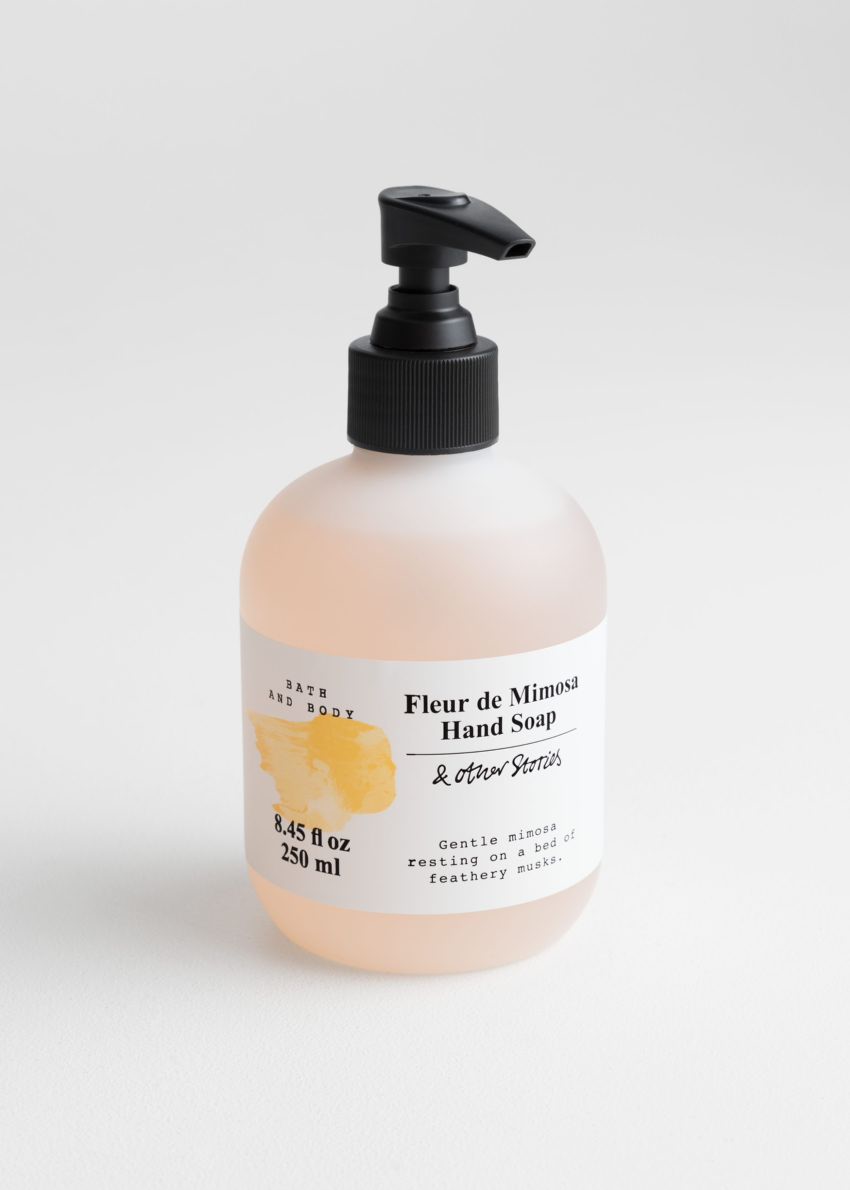 BATH
AND BODY
8.45 fl oz
250 ml
Fleur de Mimosa
Hand Soap
& other Stories
Gentle mimosa
resting on a bed of
feathery musks.